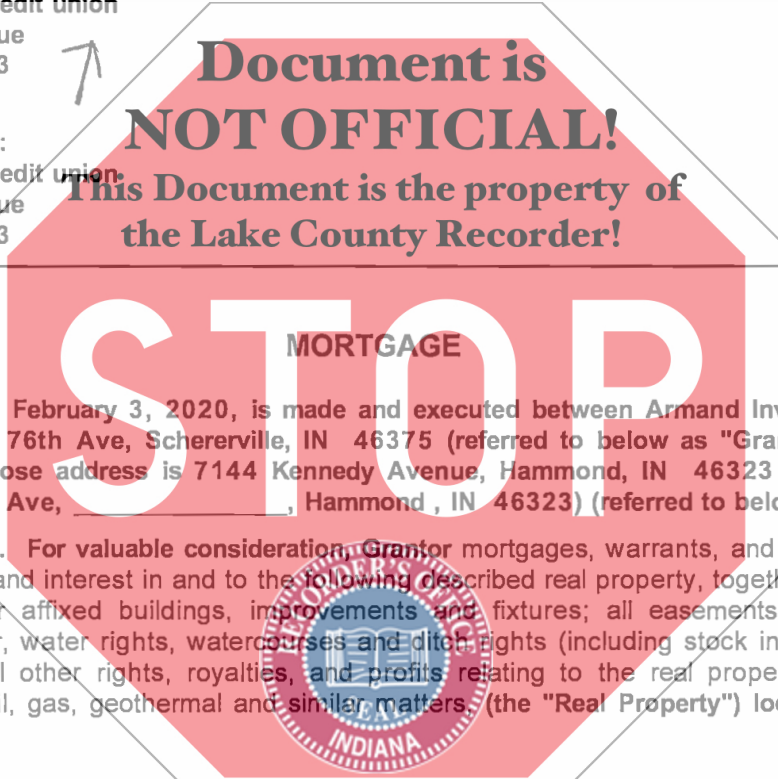 edit union
ue
3
Document is
NOT OFFICIAL!
:
edit union
ue
This Document is the property of
3
the Lake County Recorder!
STOP
MORTGAGE
February 3, 2020, is made and executed between Armand Inv
76th Ave, Schererville, IN 46375 (referred to below as "Gra
ose address is 7144 Kennedy Avenue, Hammond, IN 46323
Ave, _______________, Hammond , IN 46323) (referred to belo
. For valuable consideration, Grantor mortgages, warrants, and
and interest in and to the following described real property, togeth
r affixed buildings, improvements and fixtures; all easements
, water rights, watercourses and ditch rights (including stock in
l other rights, royalties, and profits relating to the real prope
il, gas, geothermal and similar matters, (the "Real Property") loc
SEAL
INDIANA